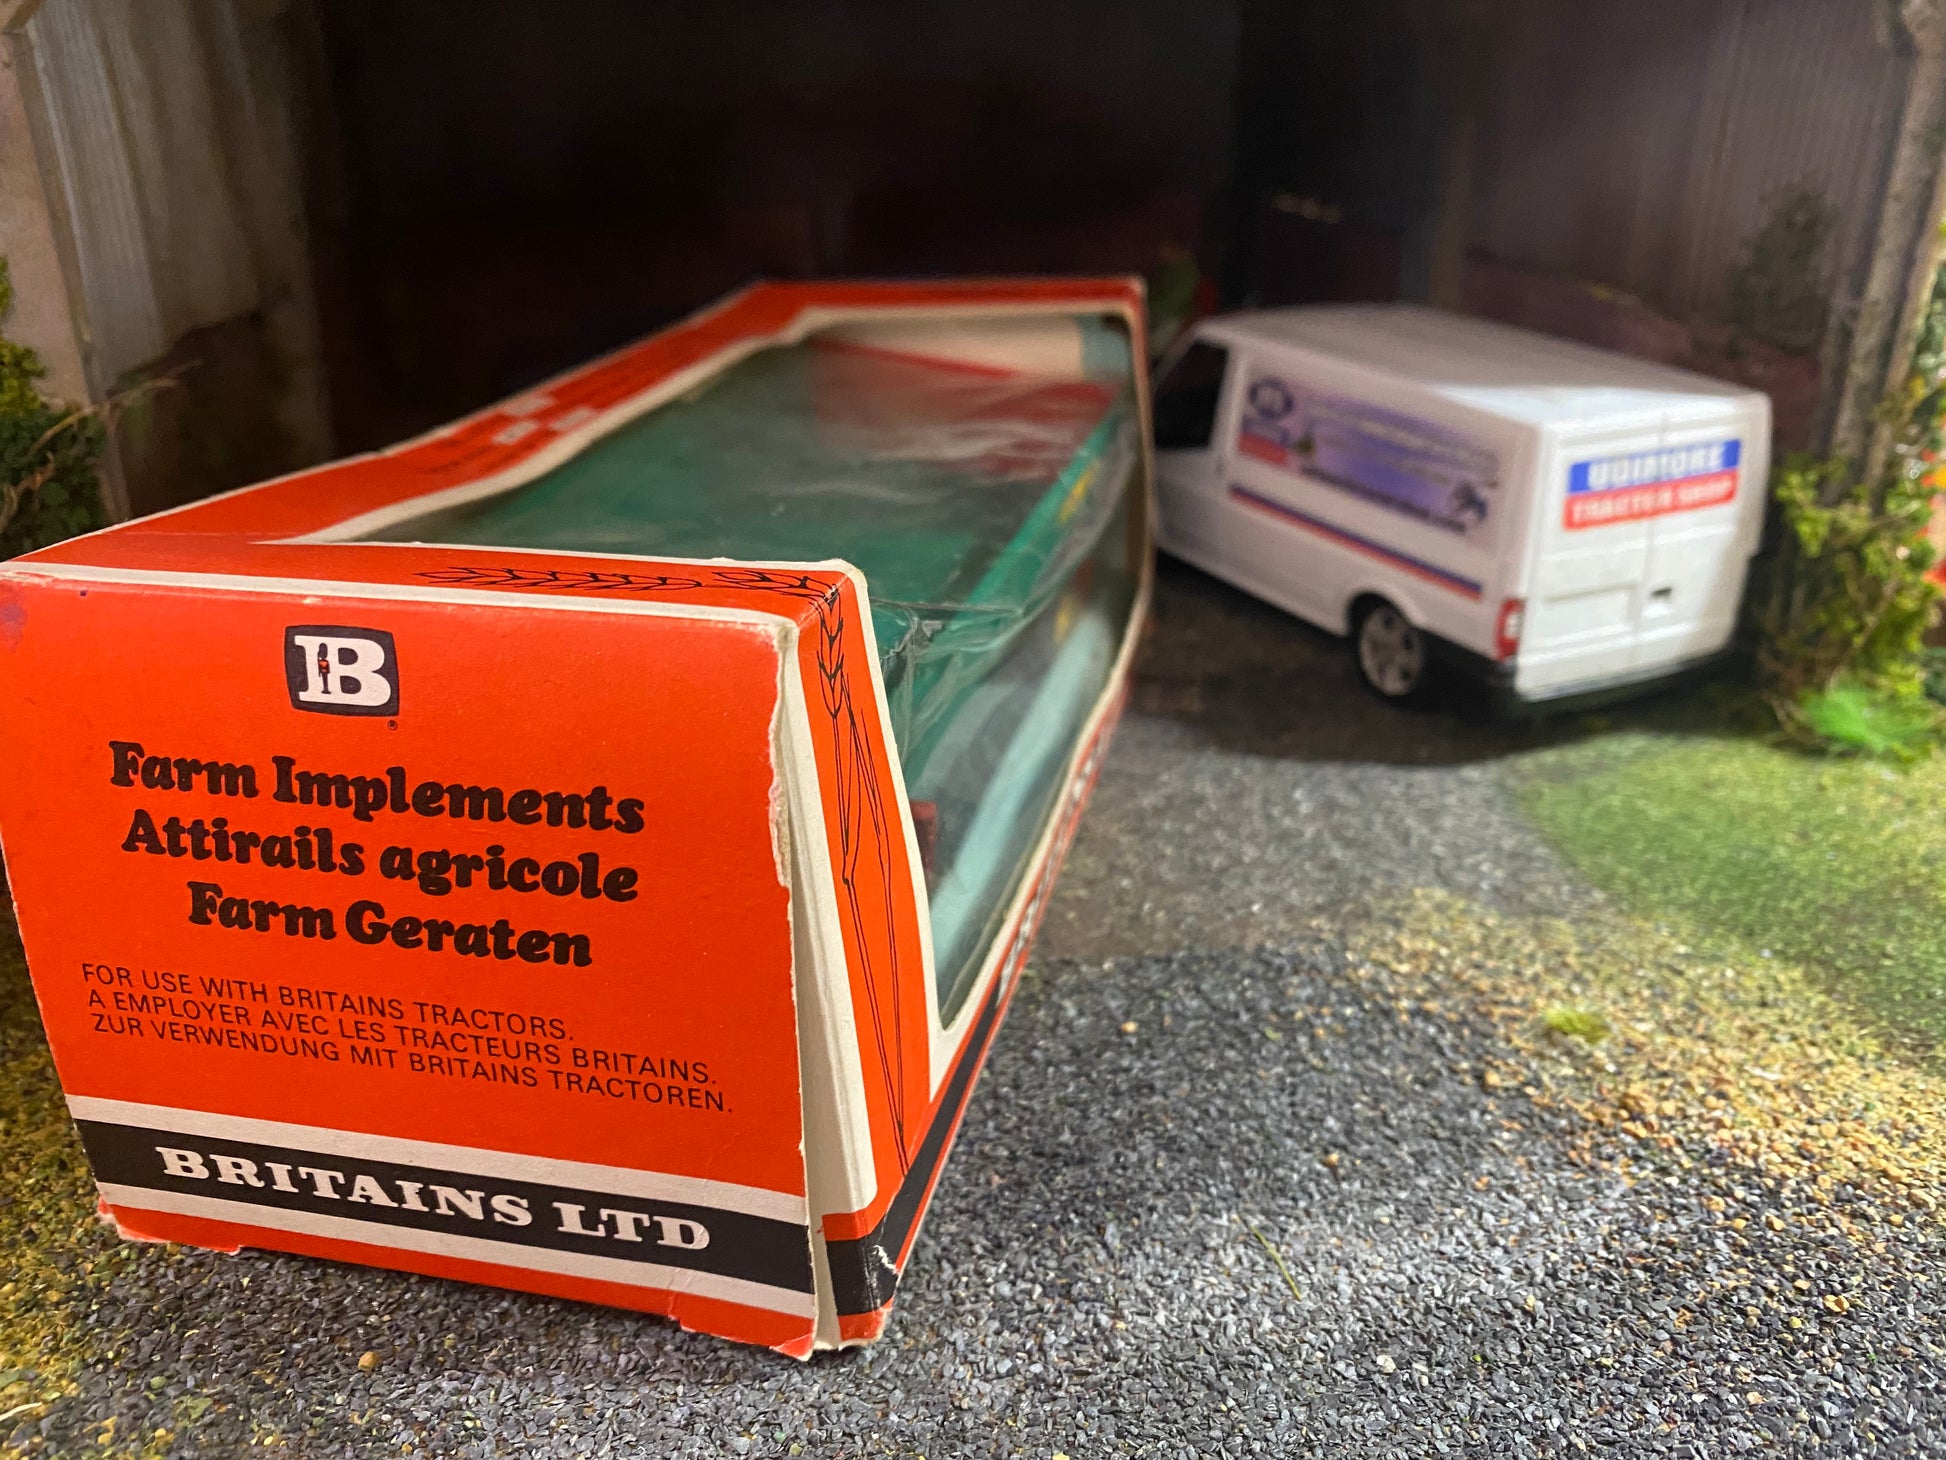 B
®
Farm Implements
Attirails agricole
Farm Geraten
FOR USE WITH BRITAINS TRACTORS.
A EMPLOYER AVEC LES TRACTEURS BRITAINS.
ZUR VERWENDUNG MIT BRITAINS TRACTOREN.
BRITAINS LTD
UDIMORE
TRACTOR SHOP